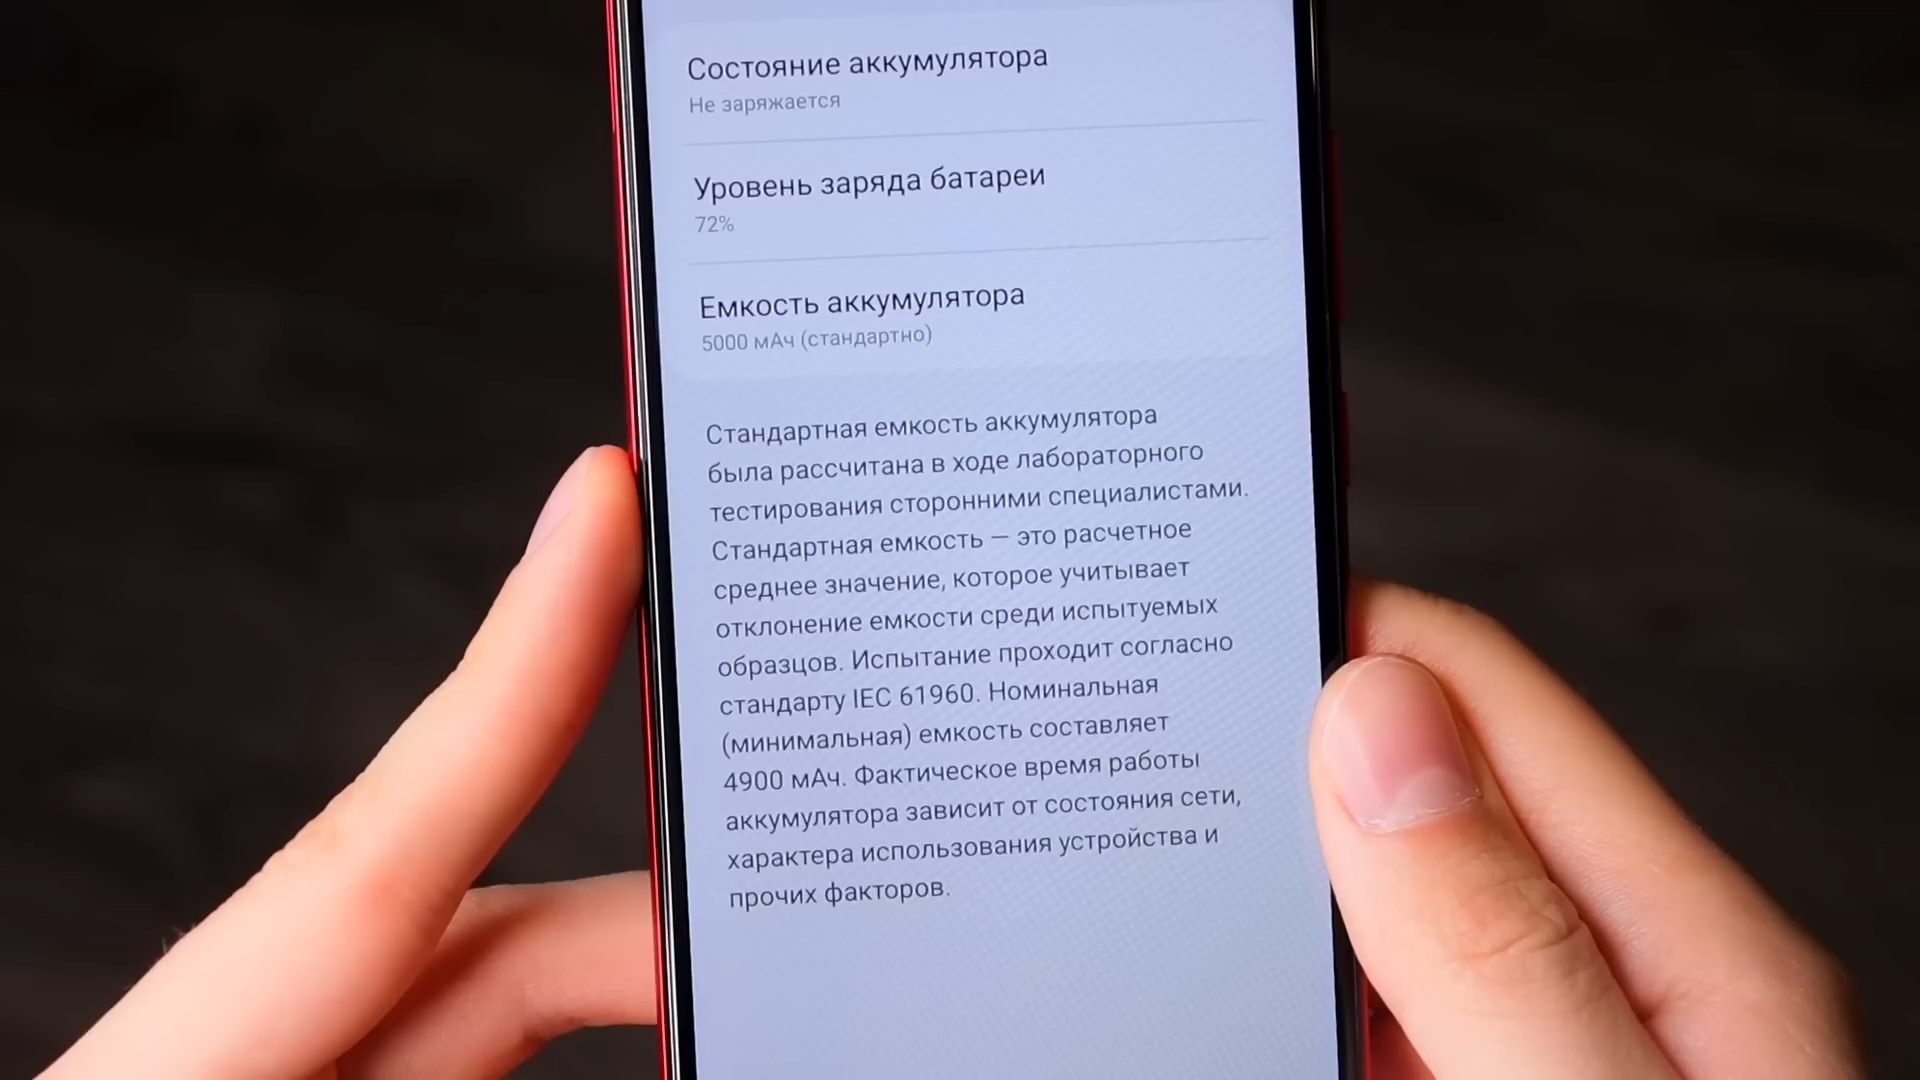 Состояние аккумулятора
Не заряжается
Уровень заряда батареи
72%
Емкость аккумулятора
5000 мАч (стандартно)
Стандартная емкость аккумулятора
была рассчитана в ходе лабораторного
тестирования сторонними специалистами.
Стандартная емкость — это расчетное
среднее значение, которое учитывает
отклонение емкости среди испытуемых
образцов. Испытание проходит согласно
стандарту IEC 61960. Номинальная
(минимальная) емкость составляет
4900 мАч. Фактическое время работы
аккумулятора зависит от состояния сети,
характера использования устройства и
прочих факторов.